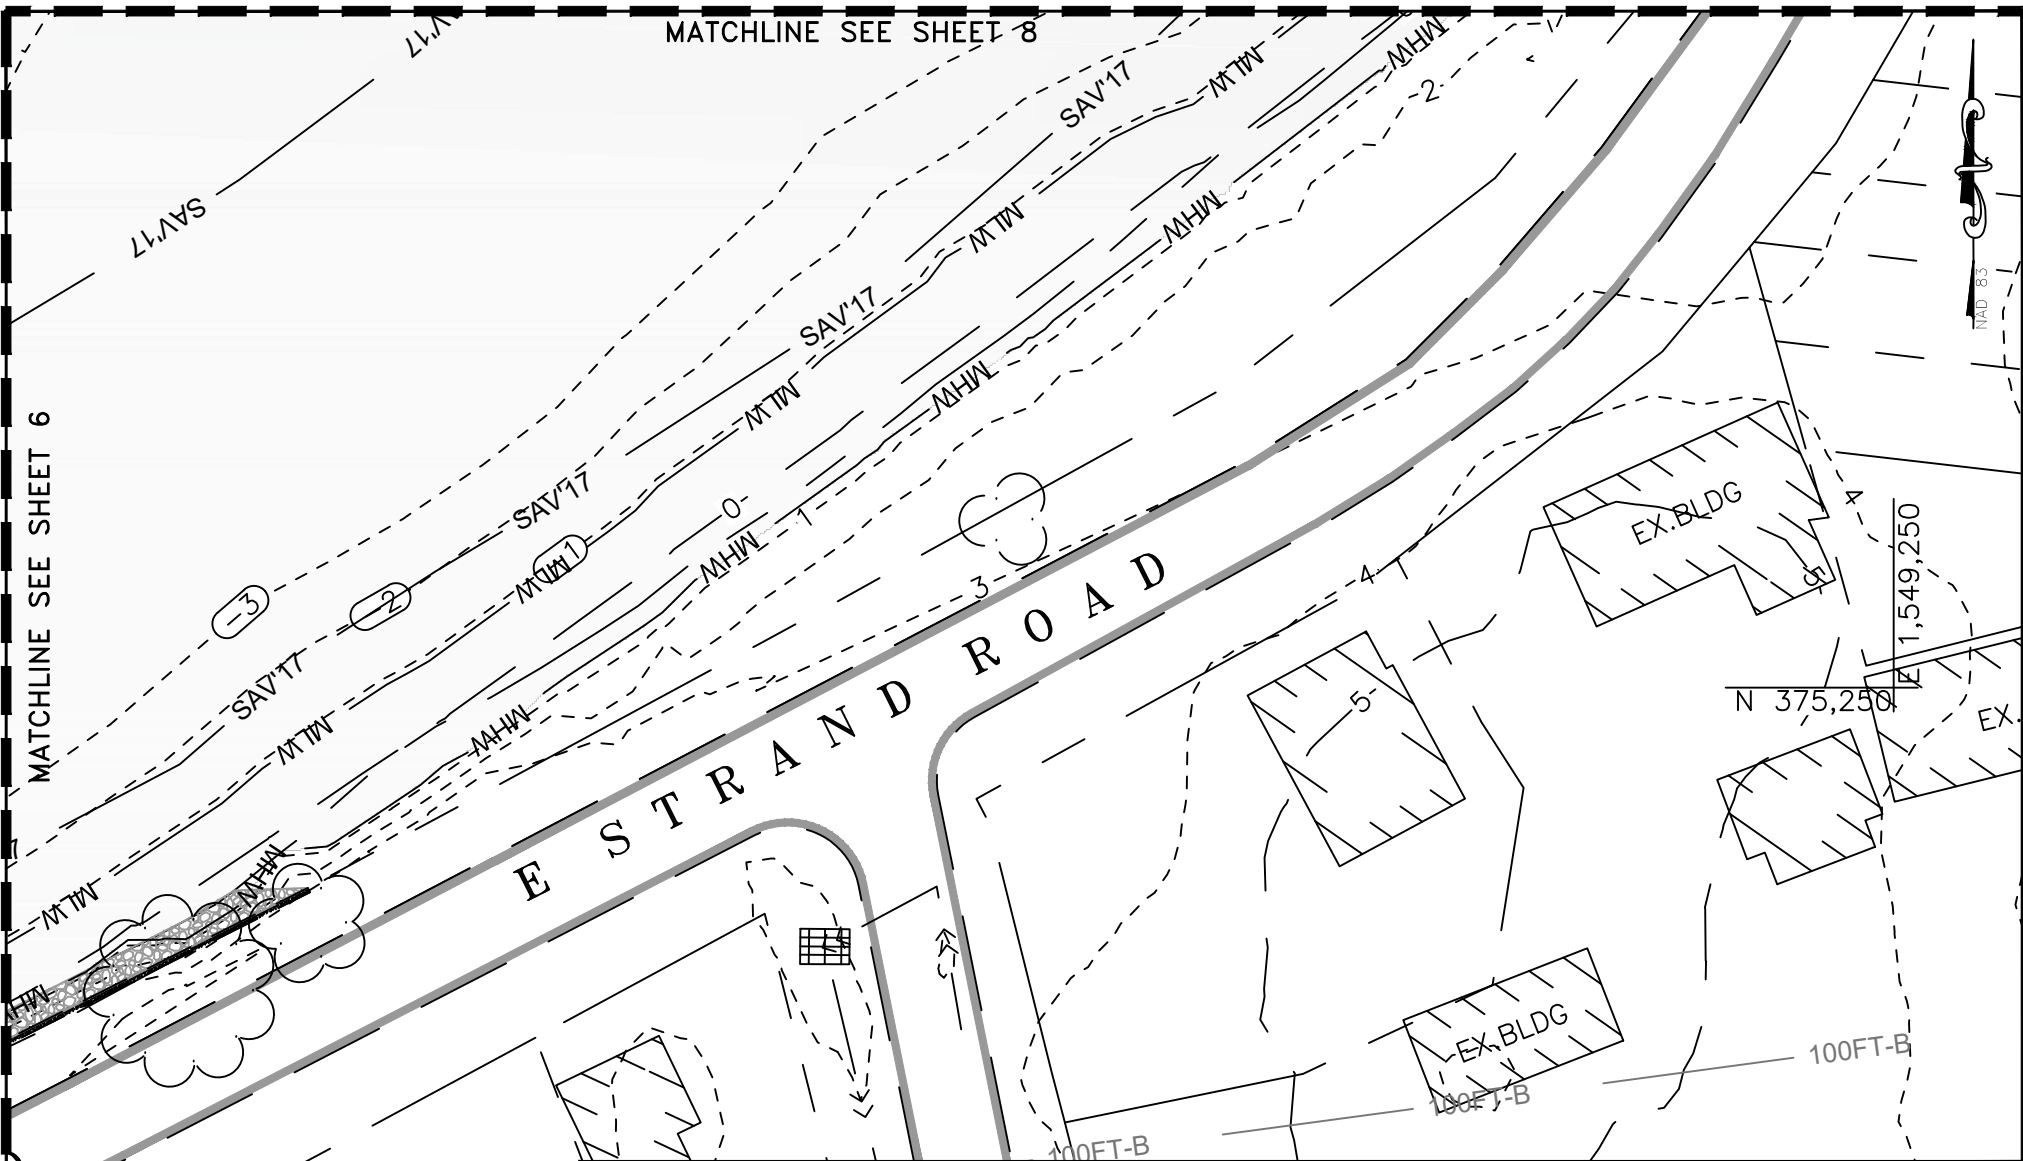 MATCHLINE SEE SHEET 8
MATCHLINE SEE SHEET 6
SAV'17
SAV'17
SAV'17
SAV'17
SAV'17
SAV'17
MLW
MLW
MLW
MLW
MLW
MLW
MHW
MHW
MHW
MHW
MHW
MHW
-3
-2
-1
0
1
2
3
4
4
5
5
4
1
E STRAND ROAD
EX.BLDG
EX.BLDG
EX.
NAD 83
E 1,549,250
N 375,250
100FT-B
100FT-B
100FT-B